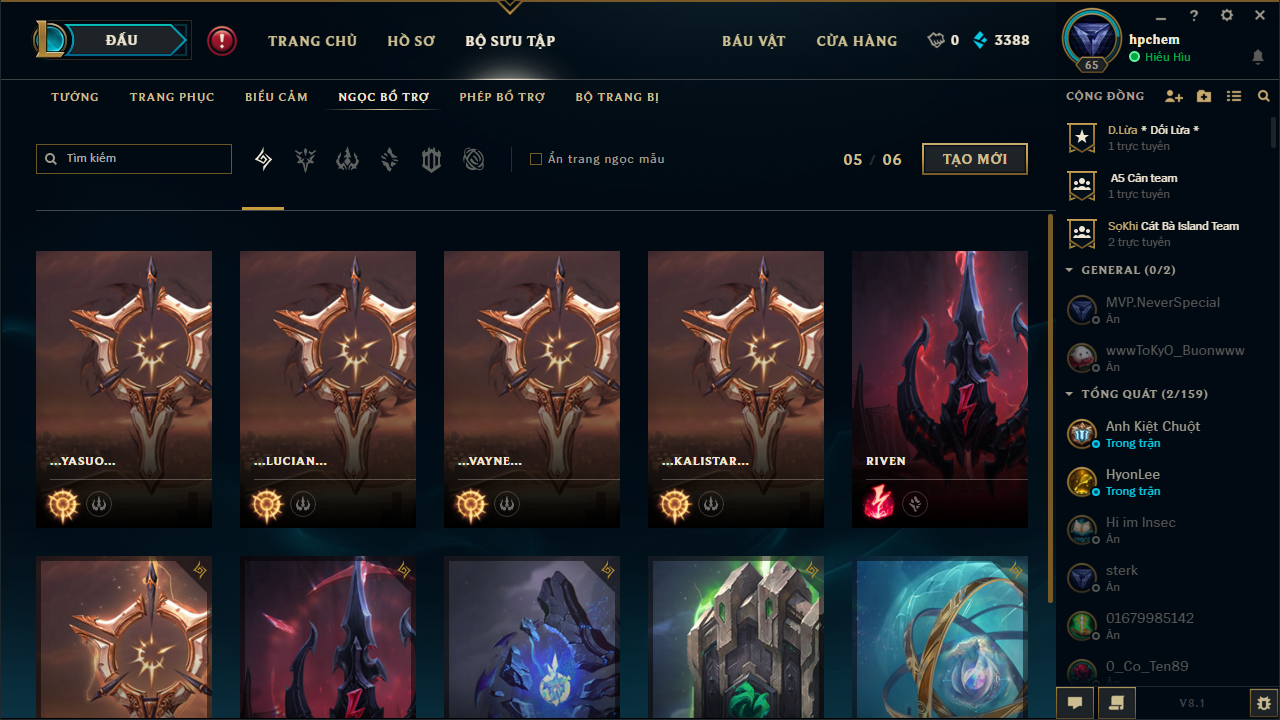 ĐẤU
TRANG CHỦ
HỒ SƠ
BỘ SƯU TẬP
BÁU VẬT
CỬA HÀNG
0
3388
65
hpchem
Hiếu Hìu
TƯỚNG
TRANG PHỤC
BIỂU CẢM
NGỌC BỔ TRỢ
PHÉP BỔ TRỢ
BỘ TRANG BỊ
Tìm kiếm
Ẩn trang ngọc mẫu
05 / 06
TẠO MỚI
...YASUO...
...LUCIAN...
...VAYNE...
...KALISTAR...
RIVEN
CỘNG ĐỒNG
D.Lừa * Dối Lừa *
1 trực tuyến
A5 Cân team
1 trực tuyến
SọKhi Cát Bà Island Team
2 trực tuyến
GENERAL (0/2)
MVP.NeverSpecial
Ẩn
wwwToKyO_Buonwww
Ẩn
TỔNG QUÁT (2/159)
Anh Kiệt Chuột
Trong trận
HyonLee
Trong trận
Hi im Insec
Ẩn
sterk
Ẩn
01679985142
Ẩn
0_Co_Ten89
Ẩn
V8.1